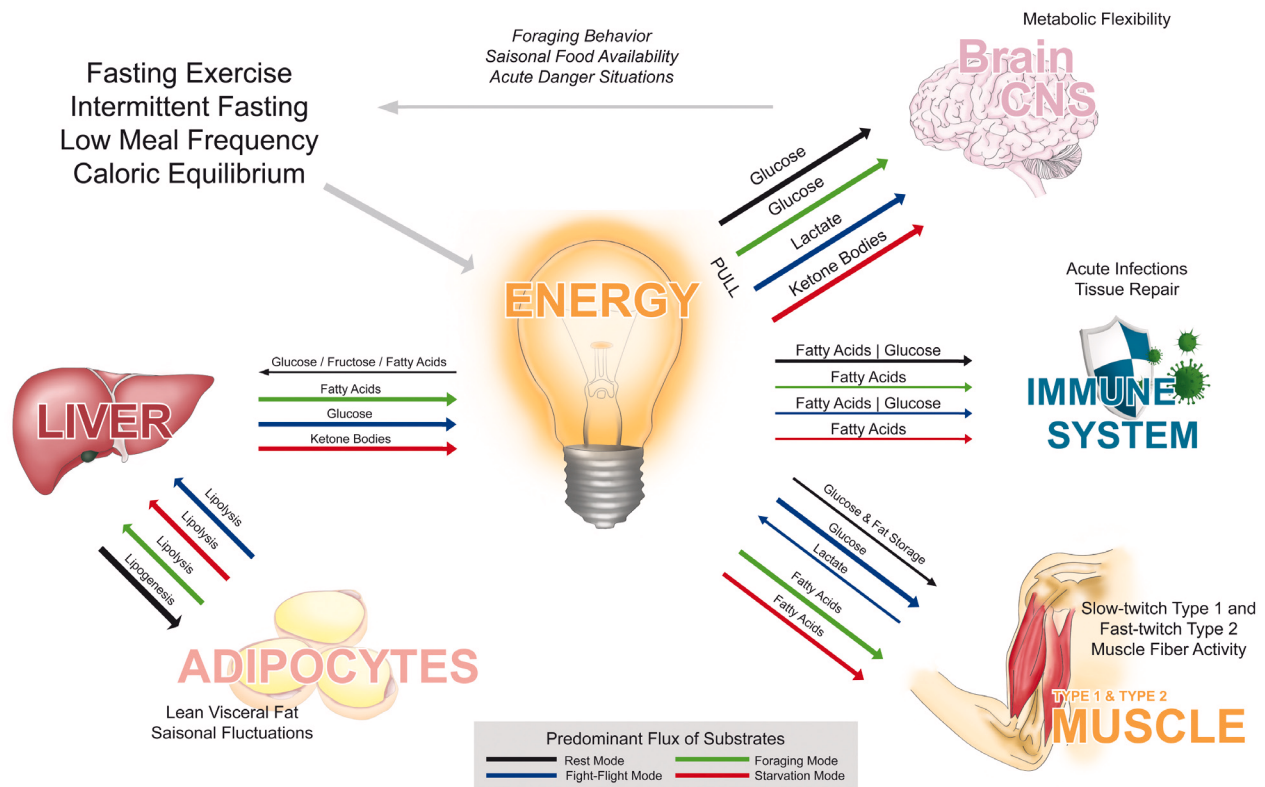 Metabolic Flexibility
Brain
CNS
Foraging Behavior
Saisonal Food Availability
Acute Danger Situations
Fasting Exercise
Intermittent Fasting
Low Meal Frequency
Caloric Equilibrium
Glucose
Glucose
Lactate
Ketone Bodies
PULL
ENERGY
Acute Infections
Tissue Repair
IMMUNE
SYSTEM
Fatty Acids | Glucose
Fatty Acids
Fatty Acids | Glucose
Fatty Acids
Glucose / Fructose / Fatty Acids
Fatty Acids
Glucose
Ketone Bodies
LIVER
Lipolysis
Lipolysis
Lipolysis
Lipogenesis
ADIPOCYTES
Lean Visceral Fat
Saisonal Fluctuations
Glucose & Fat Storage
Glucose
Lactate
Fatty Acids
Fatty Acids
Slow-twitch Type 1 and
Fast-twitch Type 2
Muscle Fiber Activity
TYPE 1 & TYPE 2
MUSCLE
Predominant Flux of Substrates
Rest Mode
Foraging Mode
Fight-Flight Mode
Starvation Mode